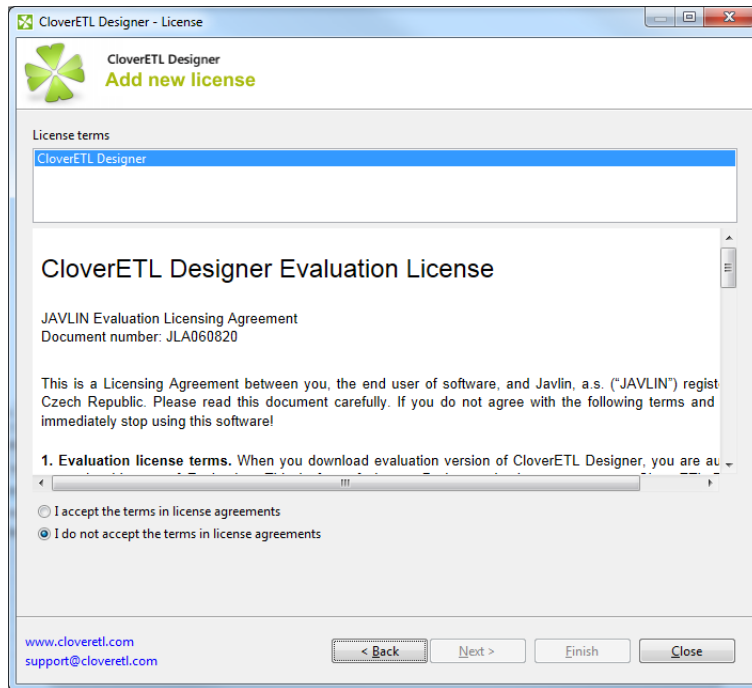 CloverETL Designer - License
CloverETL Designer
Add new license
License terms
CloverETL Designer
CloverETL Designer Evaluation License
JAVLIN Evaluation Licensing Agreement
Document number: JLA060820
This is a Licensing Agreement between you, the end user of software, and Javlin, a.s. (“JAVLIN”) regist
Czech Republic. Please read this document carefully. If you do not agree with the following terms and
immediately stop using this software!
1. Evaluation license terms. When you download evaluation version of CloverETL Designer, you are au
I accept the terms in license agreements
I do not accept the terms in license agreements
www.cloveretl.com
support@cloveretl.com
< Back Next > Finish Close